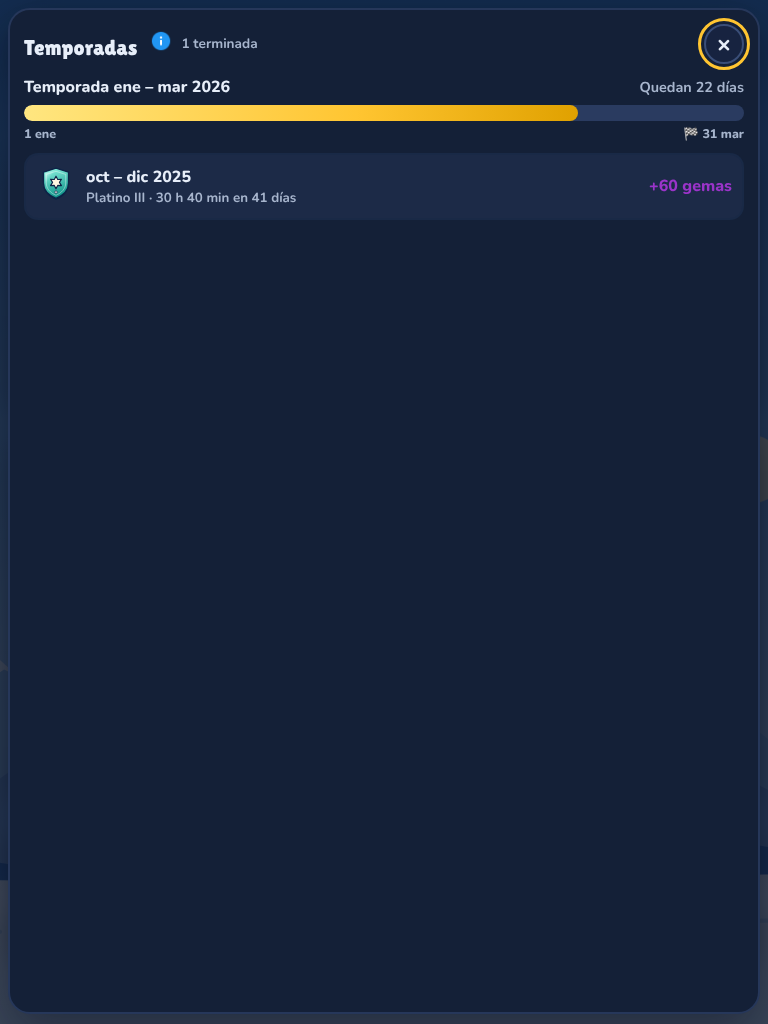 Temporadas
1 terminada
Temporada ene – mar 2026
Quedan 22 días
1 ene
31 mar
oct – dic 2025
Platino III · 30 h 40 min en 41 días
+60 gemas